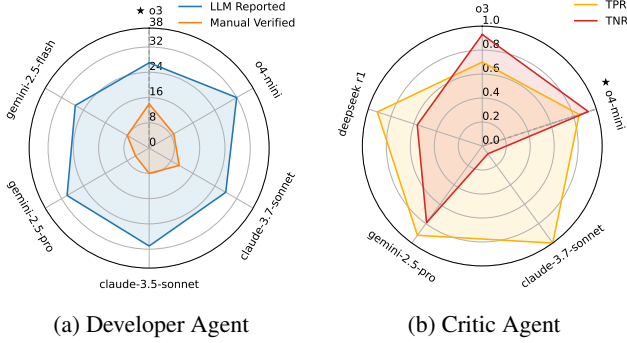 ★ o3
38
32
24
16
8
0
LLM Reported
Manual Verified
o4-mini
claude-3.7-sonnet
claude-3.5-sonnet
gemini-2.5-pro
gemini-2.5-flash
(a) Developer Agent
o3
1.0
0.8
0.6
0.4
0.2
0.0
TPR
TNR
★ o4-mini
claude-3.7-sonnet
gemini-2.5-pro
deepseek r1
(b) Critic Agent